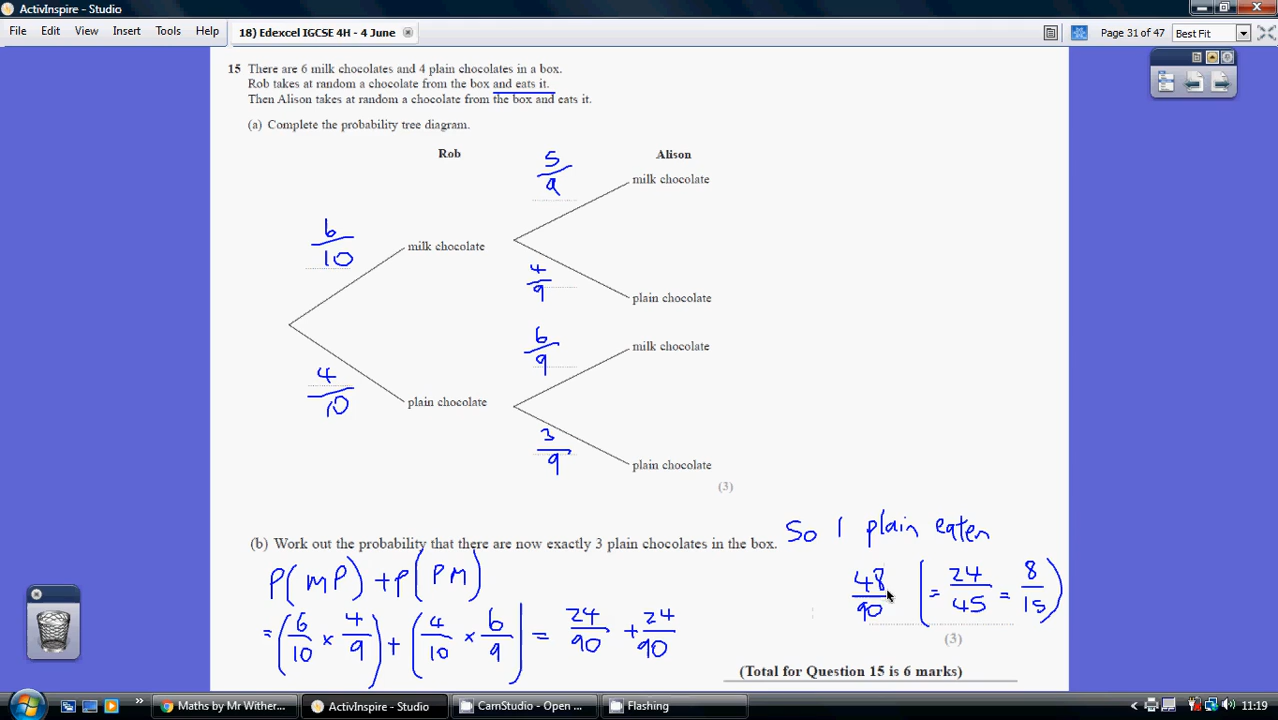 ActivInspire - Studio
File Edit View Insert Tools Help
18) Edexcel IGCSE 4H - 4 June
Page 31 of 47
Best Fit
15 There are 6 milk chocolates and 4 plain chocolates in a box.
Rob takes at random a chocolate from the box and eats it.
Then Alison takes at random a chocolate from the box and eats it.
(a) Complete the probability tree diagram.
Rob
Alison
5/9
milk chocolate
6/10
milk chocolate
4/9
plain chocolate
6/9
milk chocolate
4/10
plain chocolate
3/9
plain chocolate
(3)
So 1 plain eaten
(b) Work out the probability that there are now exactly 3 plain chocolates in the box.
P(MP) + P(PM)
48/90 (= 24/45 = 8/15)
= (6/10 × 4/9) + (4/10 × 6/9) = 24/90 + 24/90
(3)
(Total for Question 15 is 6 marks)
» Maths by Mr Wither... ActivInspire - Studio CamStudio - Open ... Flashing < 11:19